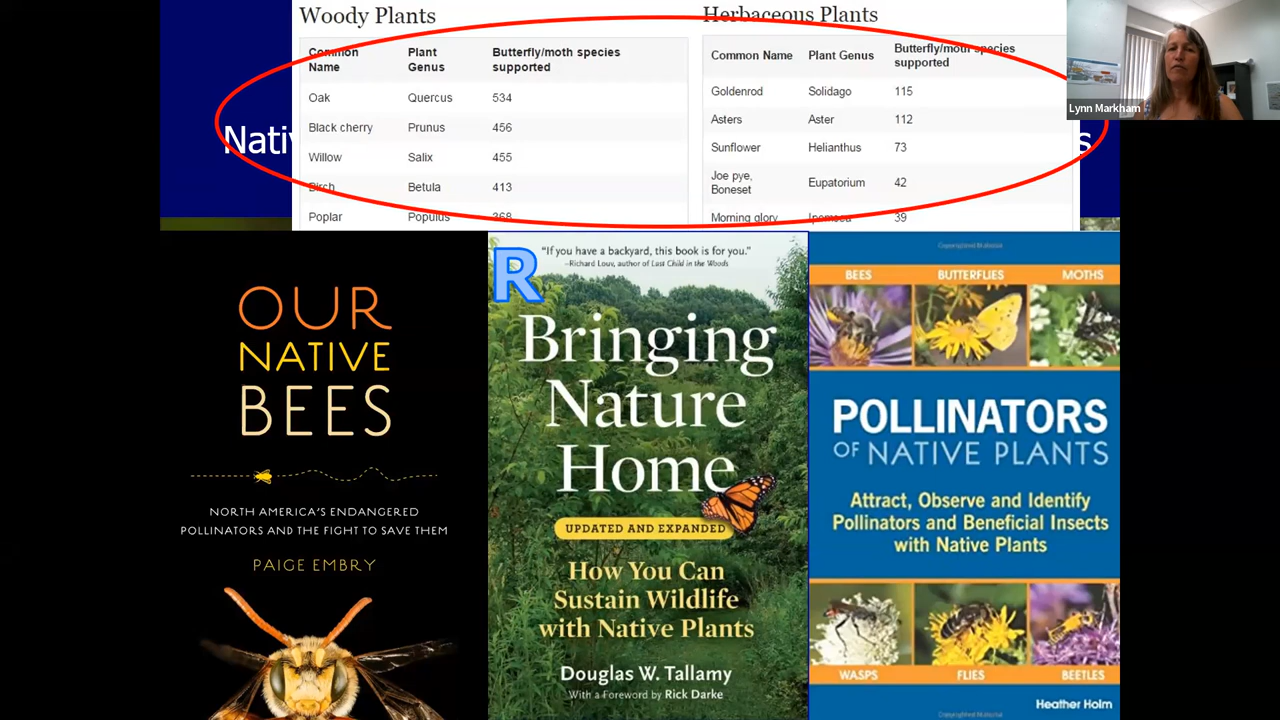 Woody Plants
Common Name Plant Genus Butterfly/moth species supported
Oak Quercus 534
Black cherry Prunus 456
Willow Salix 455
Birch Betula 413
Poplar Populus 368
Herbaceous Plants
Common Name Plant Genus Butterfly/moth species supported
Goldenrod Solidago 115
Asters Aster 112
Sunflower Helianthus 73
Joe pye, Boneset Eupatorium 42
Morning glory Ipomoea 39
Lynn Markham
OUR
NATIVE
BEES
NORTH AMERICA'S ENDANGERED
POLLINATORS AND THE FIGHT TO SAVE THEM
PAIGE EMBRY
R
"If you have a backyard, this book is for you."
—Richard Louv, author of Last Child in the Woods
Bringing
Nature
Home
UPDATED AND EXPANDED
How You Can
Sustain Wildlife
with Native Plants
Douglas W. Tallamy
With a Foreword by Rick Darke
Copyrighted Material
BEES BUTTERFLIES MOTHS
POLLINATORS
OF NATIVE PLANTS
Attract, Observe and Identify
Pollinators and Beneficial Insects
with Native Plants
WASPS FLIES BEETLES
Heather Holm